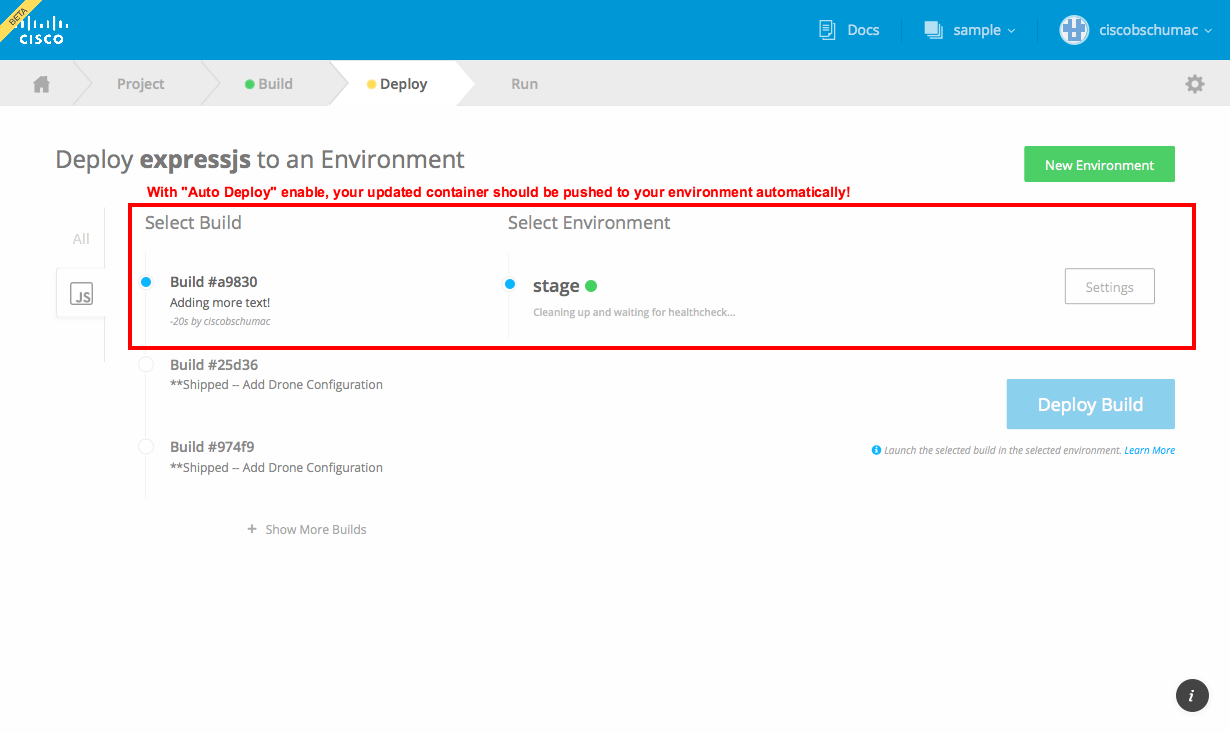 BETA
CISCO
Docs
sample
ciscobschumac
Project
Build
Deploy
Run
Deploy expressjs to an Environment
New Environment
With "Auto Deploy" enable, your updated container should be pushed to your environment automatically!
Select Build
Select Environment
All
JS
Build #a9830
Adding more text!
-20s by ciscobschumac
stage
Cleaning up and waiting for healthcheck...
Settings
Build #25d36
**Shipped -- Add Drone Configuration
Deploy Build
Build #974f9
**Shipped -- Add Drone Configuration
i Launch the selected build in the selected environment. Learn More
+ Show More Builds
i